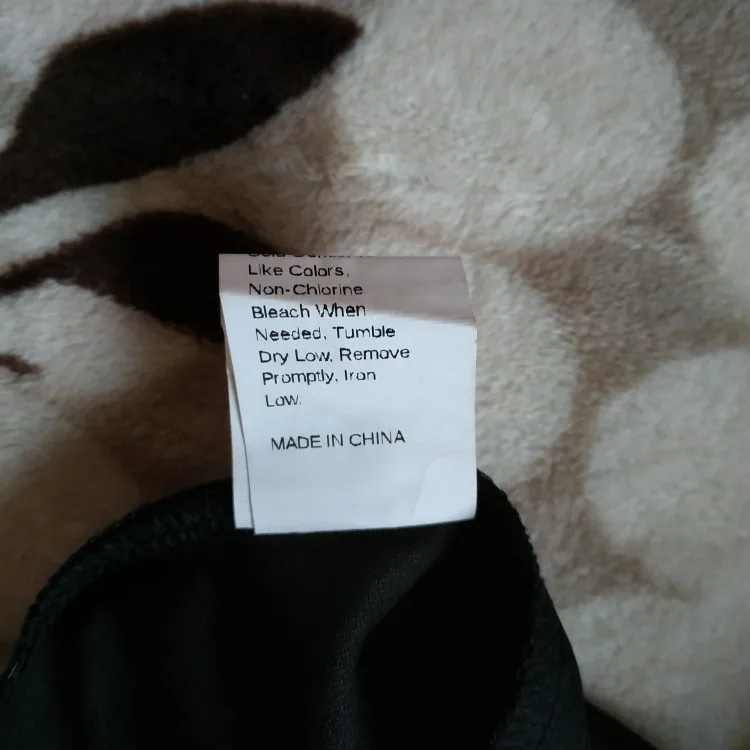 Like Colors,
Non-Chlorine
Bleach When
Needed, Tumble
Dry Low, Remove
Promptly, Iron
Low.
MADE IN CHINA